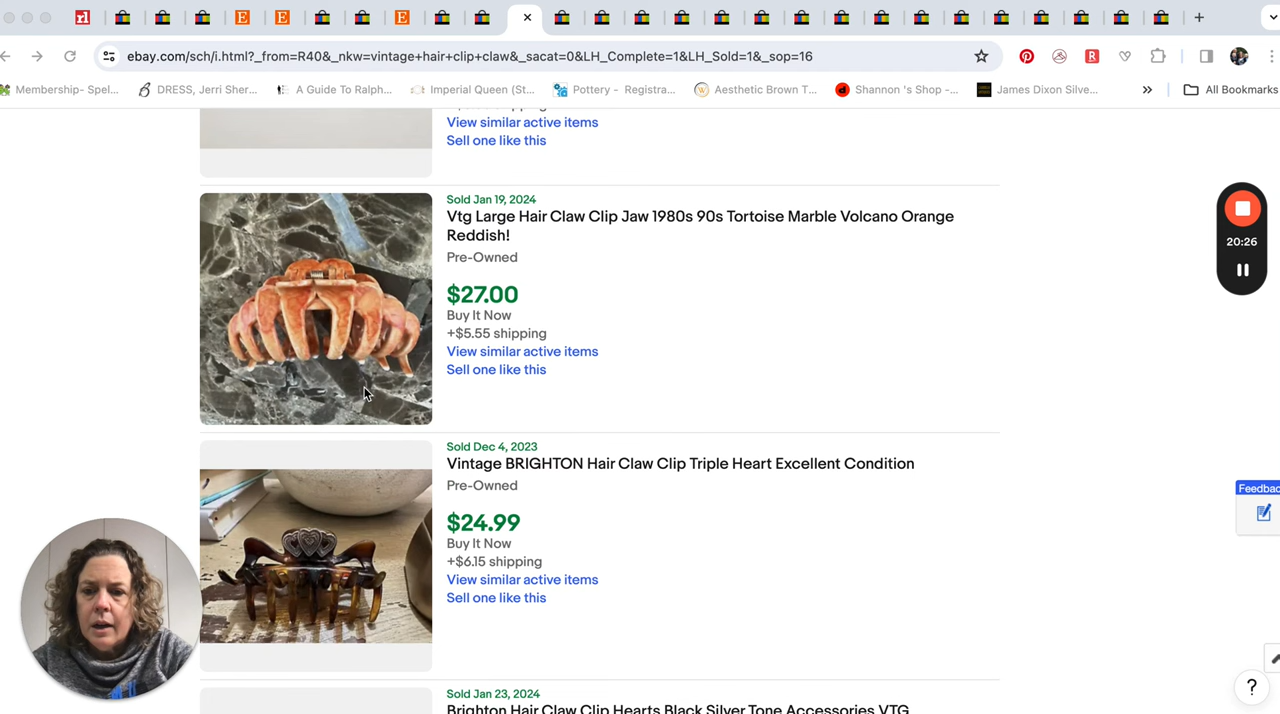 ebay.com/sch/i.html?_from=R40&_nkw=vintage+hair+clip+claw&_sacat=0&LH_Complete=1&LH_Sold=1&_sop=16
Membership- Spel...
DRESS, Jerri Sher...
A Guide To Ralph...
Imperial Queen (St...
Pottery - Registra...
Aesthetic Brown T...
Shannon 's Shop -...
James Dixon Silve...
»
All Bookmarks
View similar active items
Sell one like this
Sold Jan 19, 2024
Vtg Large Hair Claw Clip Jaw 1980s 90s Tortoise Marble Volcano Orange
Reddish!
Pre-Owned
$27.00
Buy It Now
+$5.55 shipping
View similar active items
Sell one like this
20:26
Sold Dec 4, 2023
Vintage BRIGHTON Hair Claw Clip Triple Heart Excellent Condition
Pre-Owned
$24.99
Buy It Now
+$6.15 shipping
View similar active items
Sell one like this
Feedbac
Sold Jan 23, 2024
Brighton Hair Claw Clip Hearts Black Silver Tone Accessories VTG
?